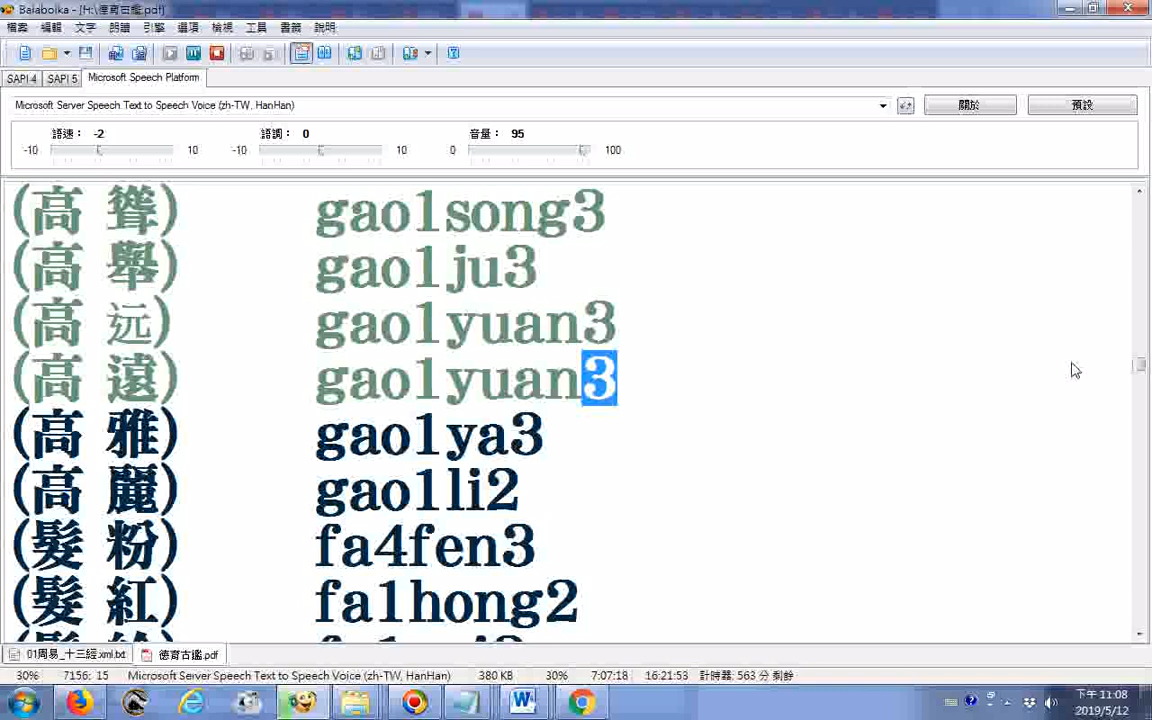 Balabolka - [H:\德育古鑑.pdf]
檔案 編輯 文字 朗讀 引擎 選項 檢視 工具 書籤 說明
SAPI 4 SAPI 5 Microsoft Speech Platform
Microsoft Server Speech Text to Speech Voice (zh-TW, HanHan) 關於 預設
語速： -2 語調： 0 音量： 95
-10 10 -10 10 0 100
(高 聳) gao1song3
(高 舉) gao1ju3
(高 远) gao1yuan3
(高 遠) gao1yuan3
(高 雅) gao1ya3
(高 麗) gao1li2
(髮 粉) fa4fen3
(髮 紅) fa1hong2
01周易_十三經.xml.txt 德育古鑑.pdf
30% 7156: 15 Microsoft Server Speech Text to Speech Voice (zh-TW, HanHan) 380 KB 30% 7:07:18 16:21:53 計時器: 563 分 剩餘
下午 11:08
2019/5/12